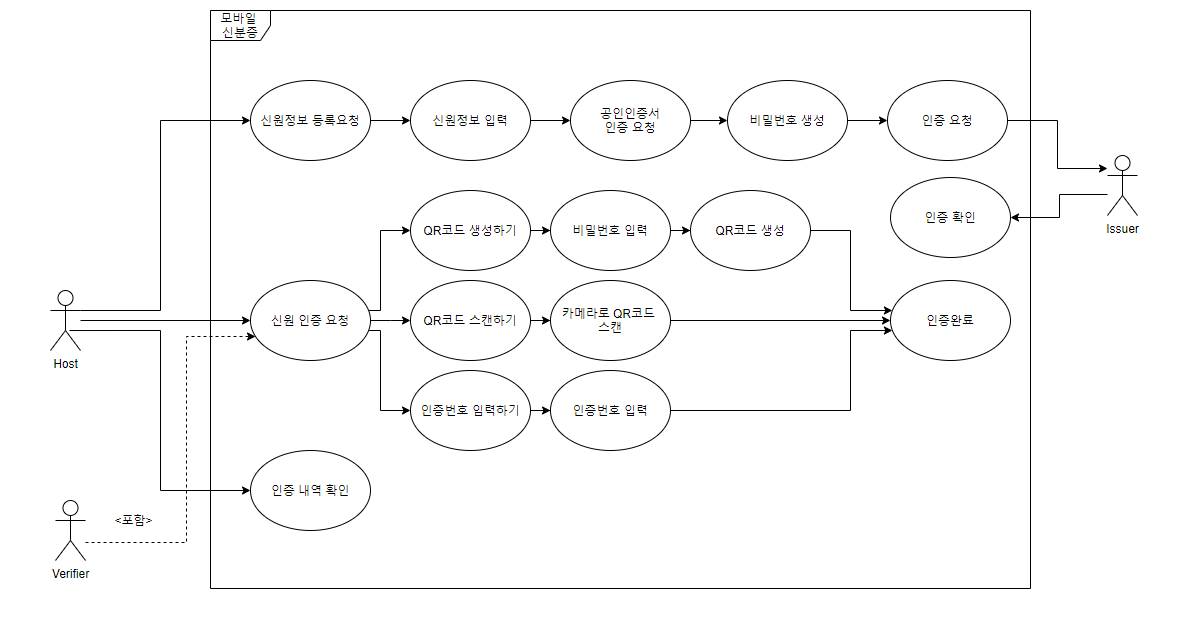 모바일
신분증
신원정보 등록요청
신원정보 입력
공인인증서
인증 요청
비밀번호 생성
인증 요청
Issuer
인증 확인
QR코드 생성하기
비밀번호 입력
QR코드 생성
Host
신원 인증 요청
QR코드 스캔하기
카메라로 QR코드
스캔
인증완료
인증번호 입력하기
인증번호 입력
인증 내역 확인
<포함>
Verifier